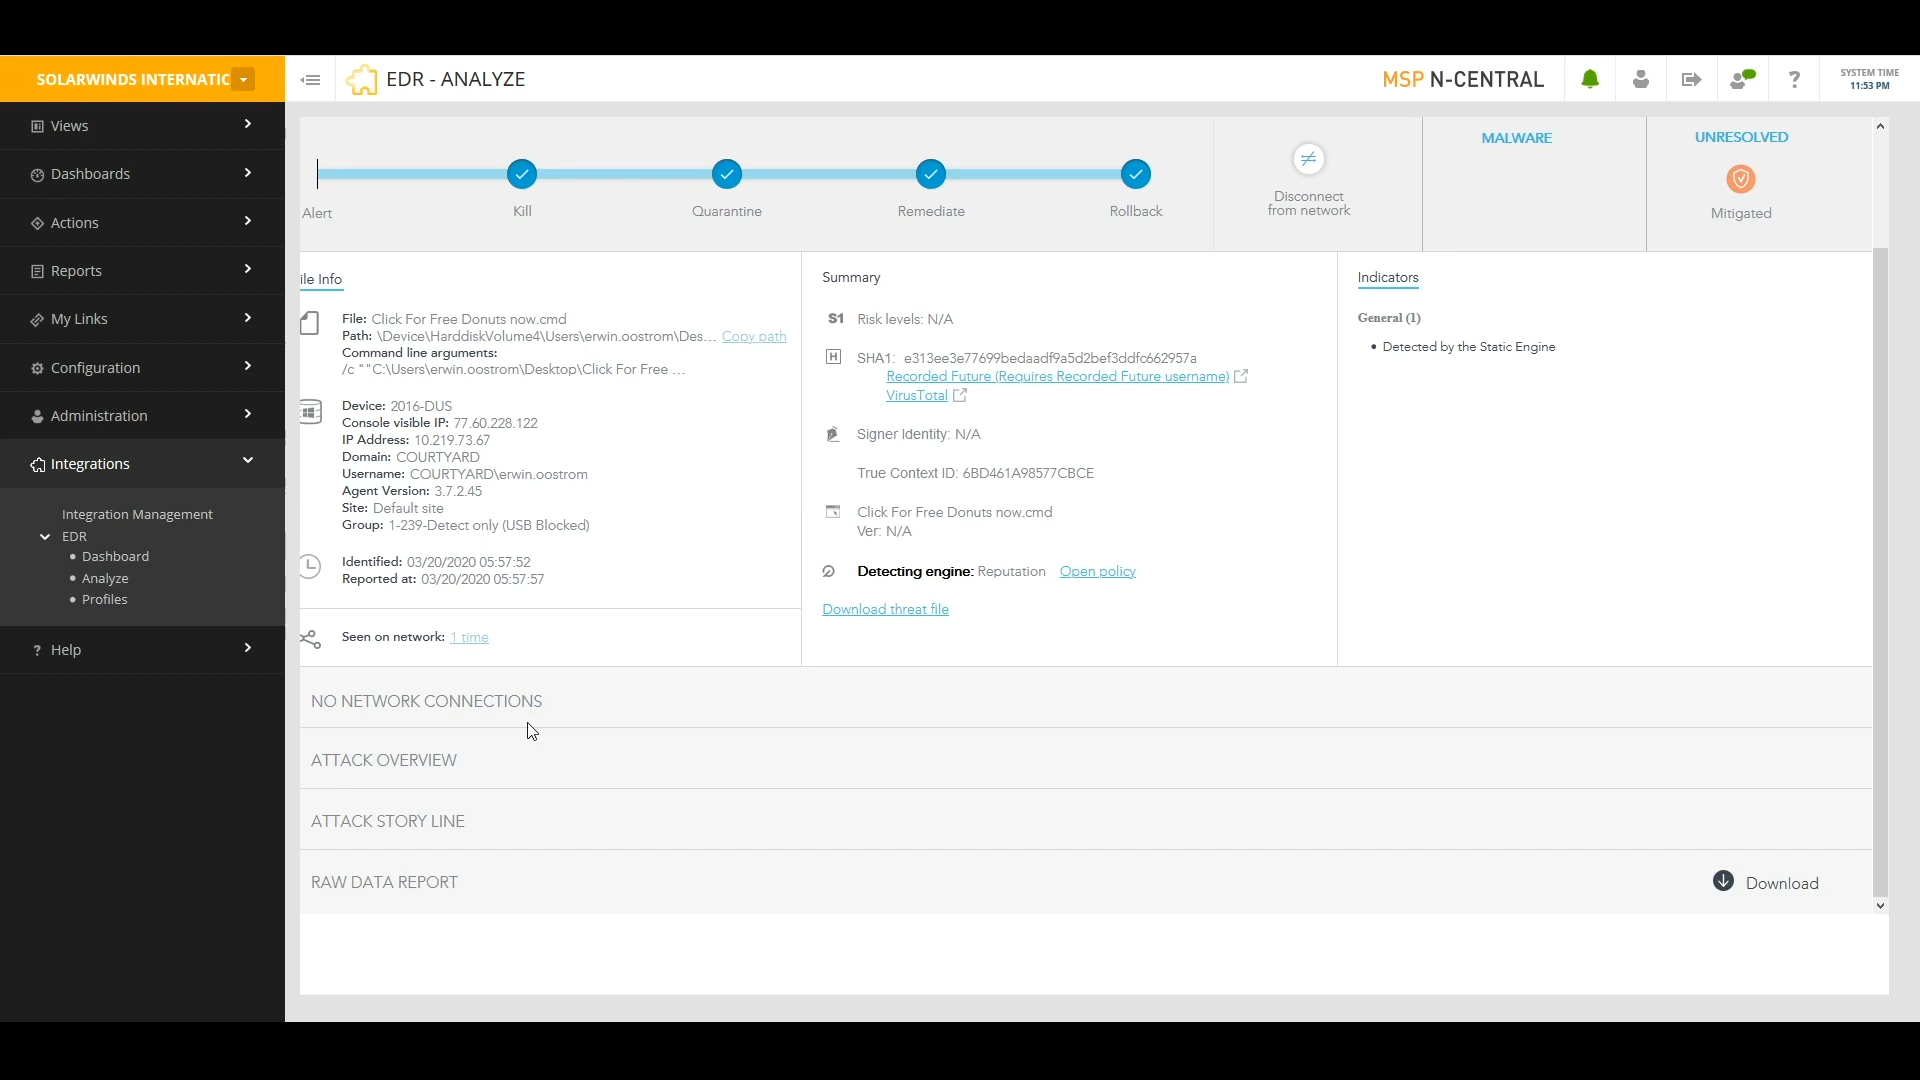 SOLARWINDS INTERNATIC
EDR - ANALYZE
MSP N-CENTRAL
?
SYSTEM TIME
11:53 PM
Views
Dashboards
Actions
Reports
My Links
Configuration
Administration
Integrations
Integration Management
EDR
Dashboard
Analyze
Profiles
? Help
Alert
Kill
Quarantine
Remediate
Rollback
Disconnect
from network
MALWARE
UNRESOLVED
Mitigated
ile Info
File: Click For Free Donuts now.cmd
Path: \Device\HarddiskVolume4\Users\erwin.oostrom\Des... Copy path
Command line arguments:
/c ""C:\Users\erwin.oostrom\Desktop\Click For Free ...
Device: 2016-DUS
Console visible IP: 77.60.228.122
IP Address: 10.219.73.67
Domain: COURTYARD
Username: COURTYARD\erwin.oostrom
Agent Version: 3.7.2.45
Site: Default site
Group: 1-239-Detect only (USB Blocked)
Identified: 03/20/2020 05:57:52
Reported at: 03/20/2020 05:57:57
Seen on network: 1 time
Summary
S1 Risk levels: N/A
H SHA1: e313ee3e77699bedaadf9a5d2bef3ddfc662957a
Recorded Future (Requires Recorded Future username)
VirusTotal
Signer Identity: N/A
True Context ID: 6BD461A98577CBCE
Click For Free Donuts now.cmd
Ver: N/A
Detecting engine: Reputation Open policy
Download threat file
Indicators
General (1)
• Detected by the Static Engine
NO NETWORK CONNECTIONS
ATTACK OVERVIEW
ATTACK STORY LINE
RAW DATA REPORT
Download